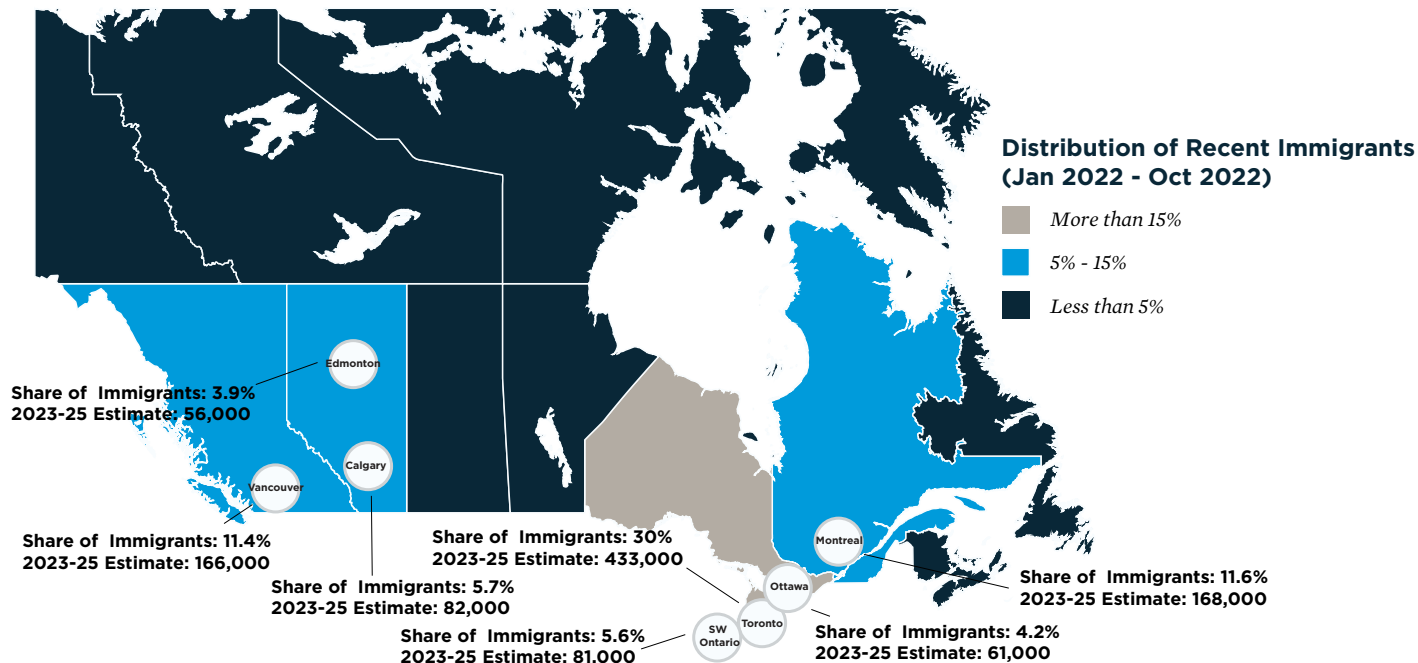 Distribution of Recent Immigrants
(Jan 2022 - Oct 2022)
More than 15%
5% - 15%
Less than 5%
Edmonton
Share of Immigrants: 3.9%
2023-25 Estimate: 56,000
Calgary
Vancouver
Share of Immigrants: 11.4%
2023-25 Estimate: 166,000
Share of Immigrants: 5.7%
2023-25 Estimate: 82,000
Share of Immigrants: 30%
2023-25 Estimate: 433,000
Montreal
Share of Immigrants: 11.6%
2023-25 Estimate: 168,000
Ottawa
Toronto
SW
Ontario
Share of Immigrants: 5.6%
2023-25 Estimate: 81.000
Share of Immigrants: 4.2%
2023-25 Estimate: 61,000